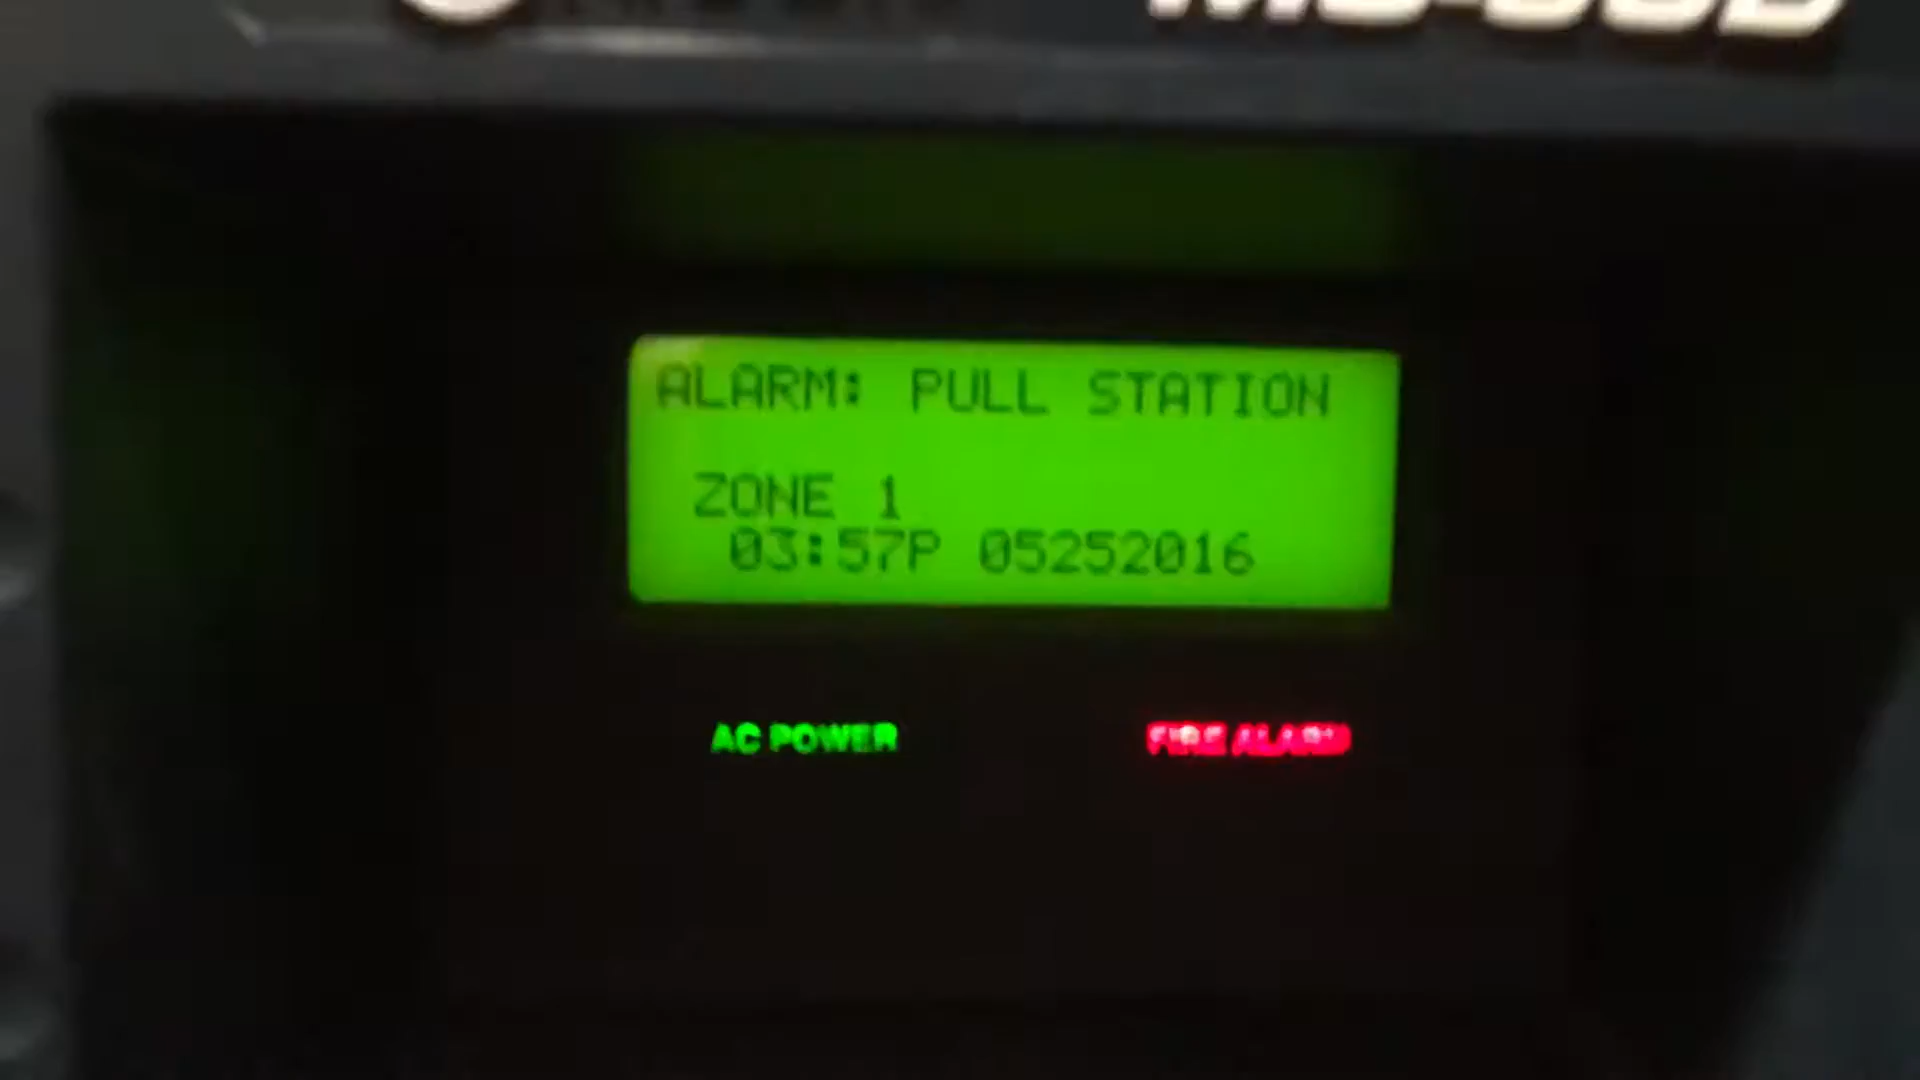 ALARM: PULL STATION
ZONE 1
03:57P 05252016
AC POWER
FIRE ALARM